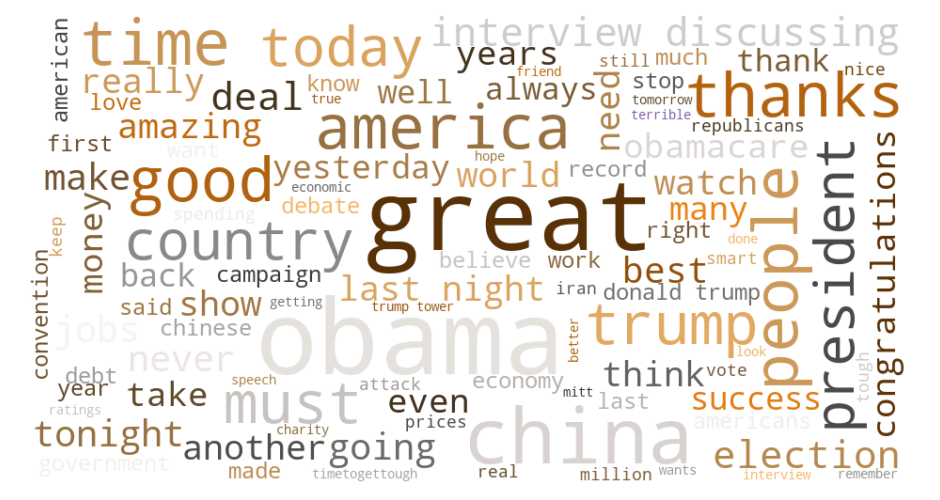 american
time
today
interview discussing
years
still
much
thank
nice
really
love
know
true
friend
deal
well
always
need
stop
tomorrow
terrible
thanks
republicans
first
amazing
america
want
obamacare
make
good
yesterday
hope
world
record
watch
people
president
congratulations
economic
debate
spending
great
many
right
done
keep
money
country
believe
work
best
smart
convention
back
campaign
last night
iran
donald trump
said
show
getting
trump tower
jobs
chinese
obama
better
trump
look
never
debt
year
take
speech
must
attack
economy
mitt
think
vote
tough
ratings
even
prices
last
success
americans
tonight
another
charity
going
china
election
government
made
timetogettough
real
million
wants
interview
remember